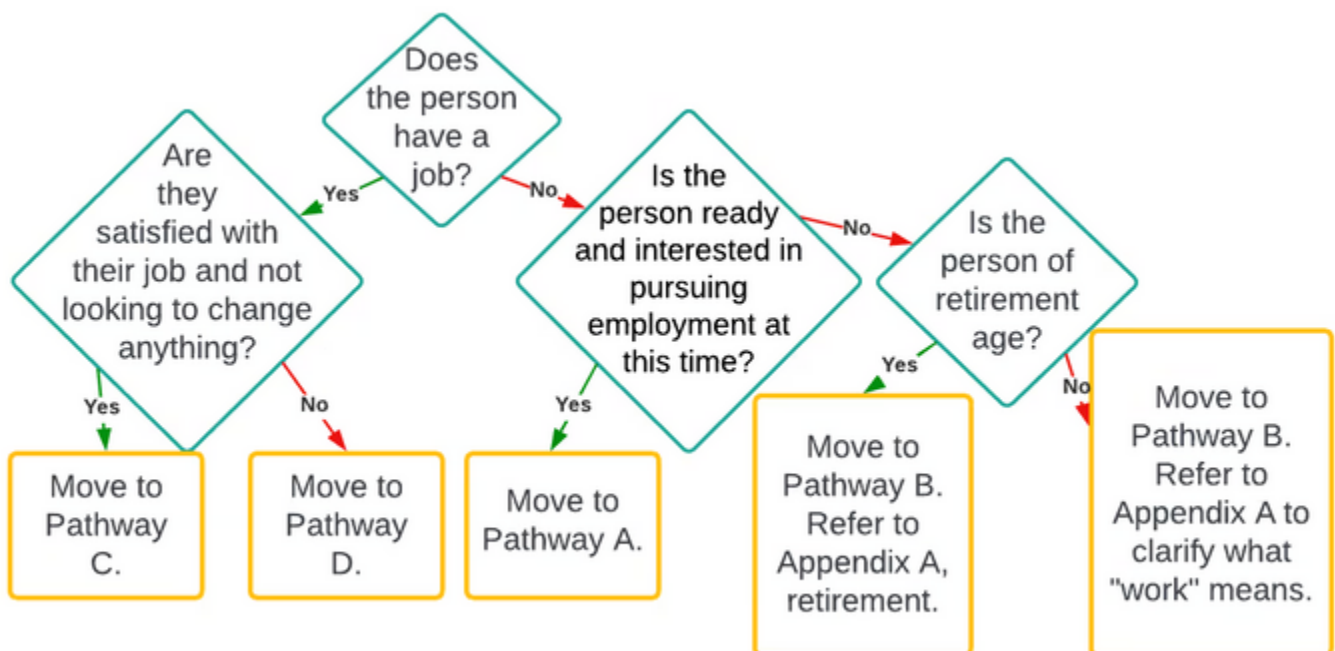 Does
the person
have a
job?
Yes
No
Are
they
satisfied with
their job and not
looking to change
anything?
Yes
No
Is the
person ready
and interested in
pursuing
employment at
this time?
Yes
No
Is the
person of
retirement
age?
Yes
No
Move to
Pathway
C.
Move to
Pathway
D.
Move to
Pathway A.
Move to
Pathway B.
Refer to
Appendix A,
retirement.
Move to
Pathway B.
Refer to
Appendix A to
clarify what
"work" means.